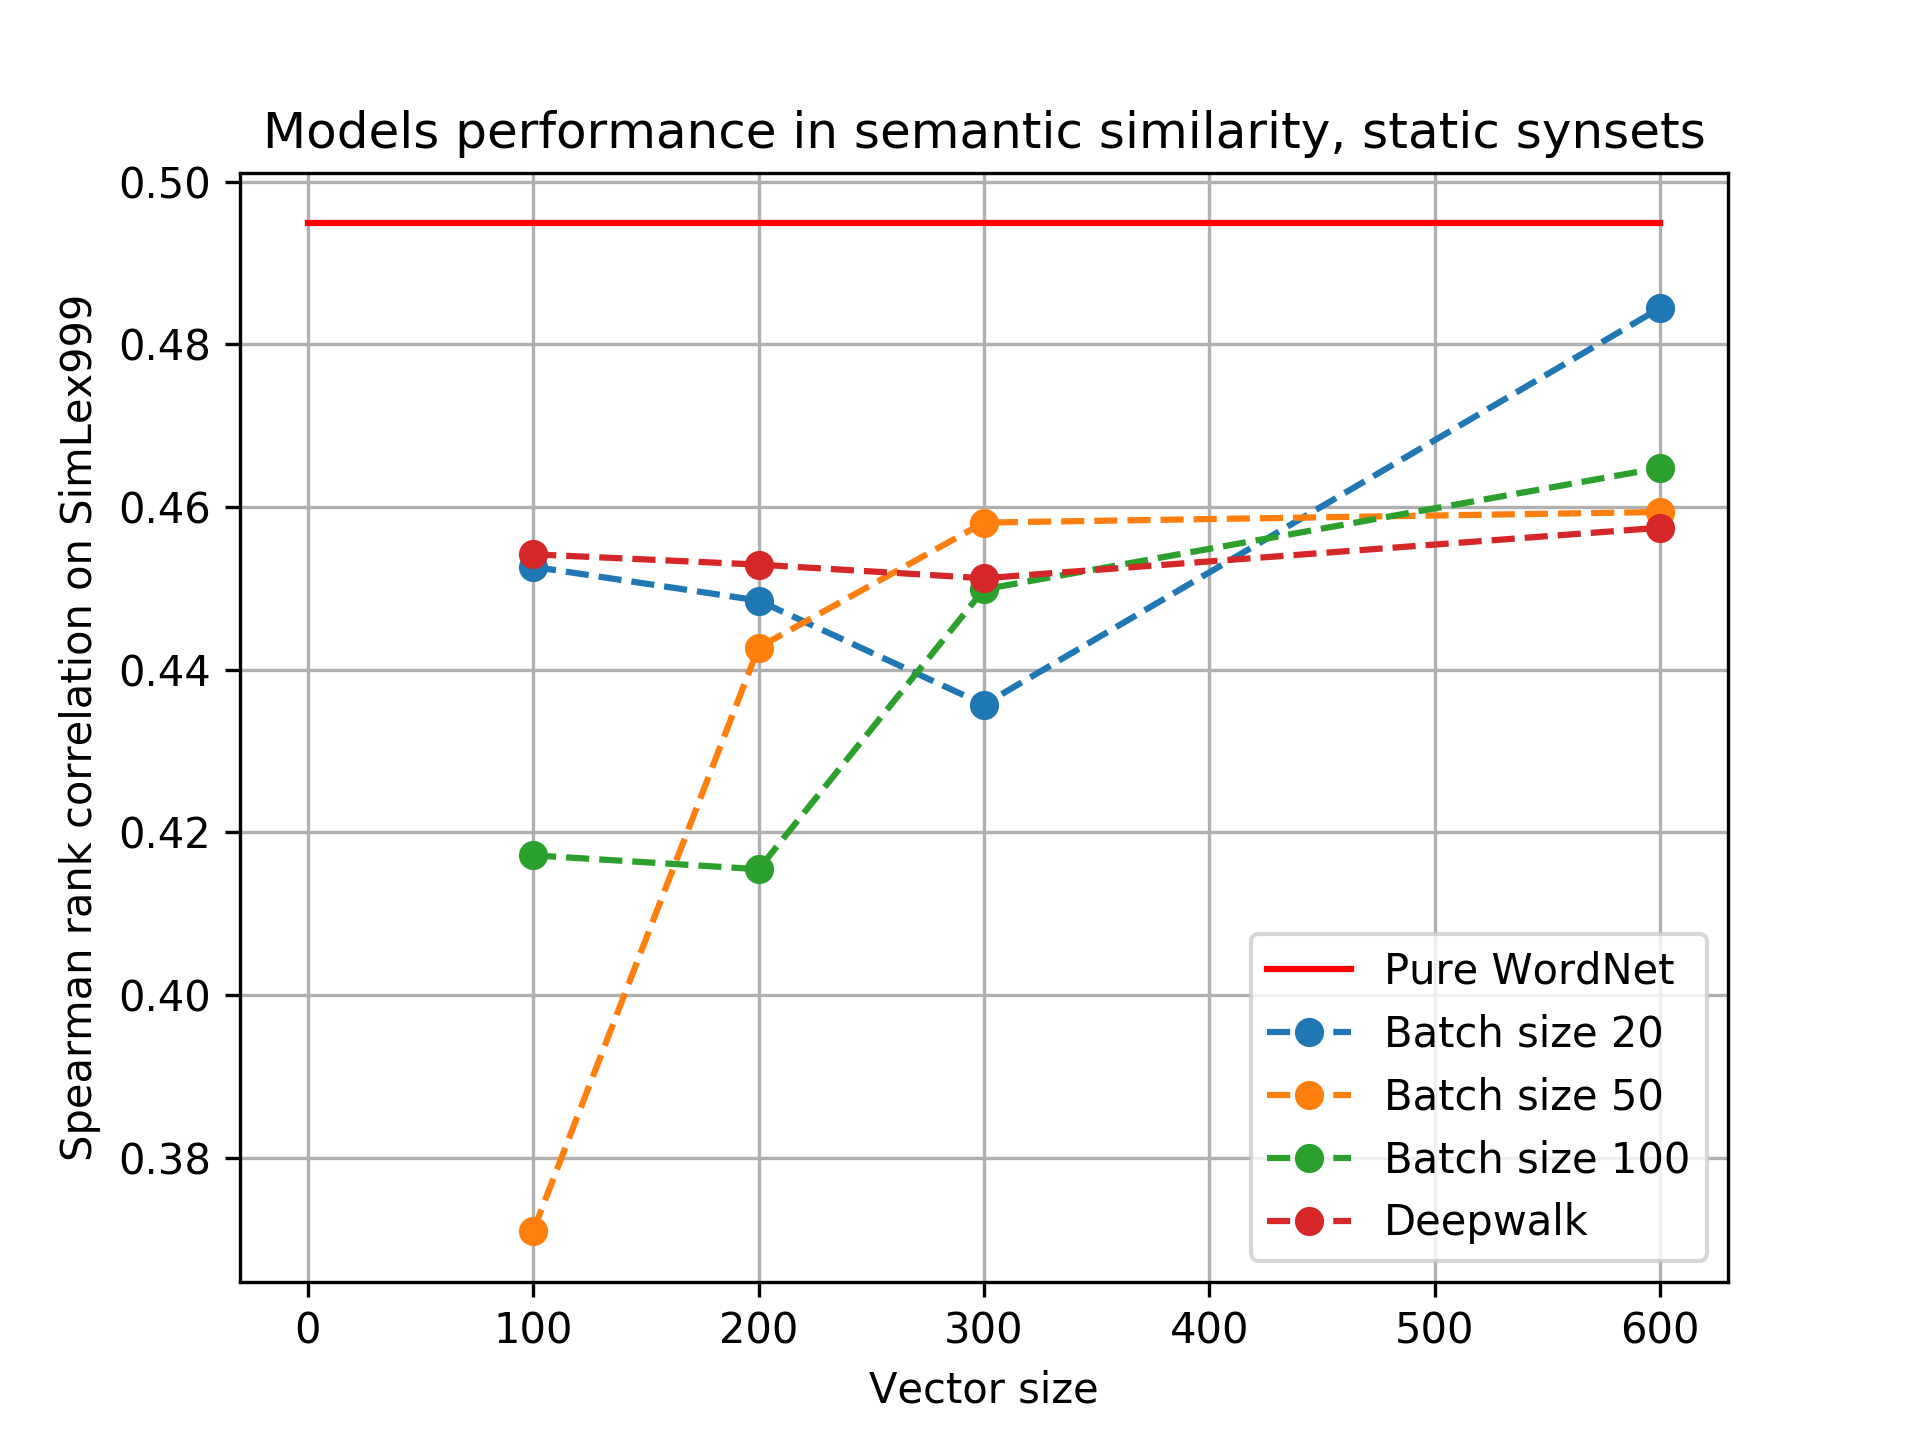 Models performance in semantic similarity, static synsets
Spearman rank correlation on SimLex999
0.50
0.48
0.46
0.44
0.42
0.40
0.38
Pure WordNet
Batch size 20
Batch size 50
Batch size 100
Deepwalk
0 100 200 300 400 500 600
Vector size